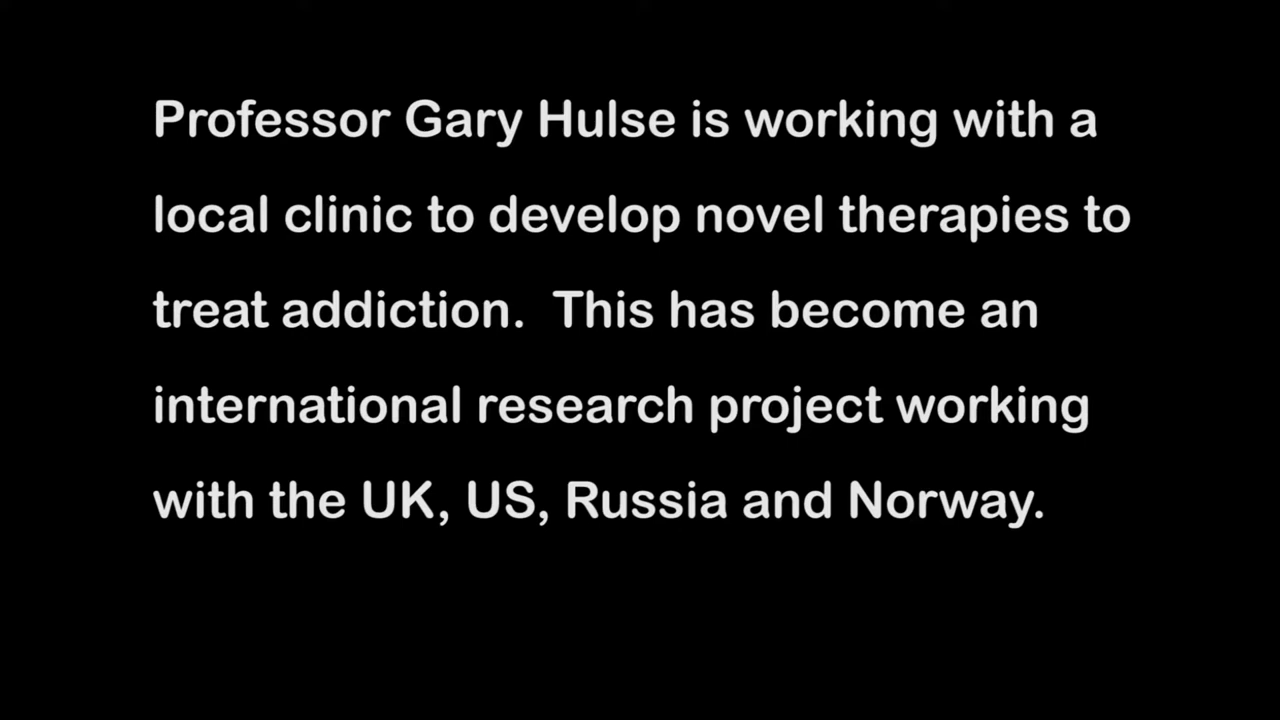 Professor Gary Hulse is working with a
local clinic to develop novel therapies to
treat addiction.  This has become an
international research project working
with the UK, US, Russia and Norway.